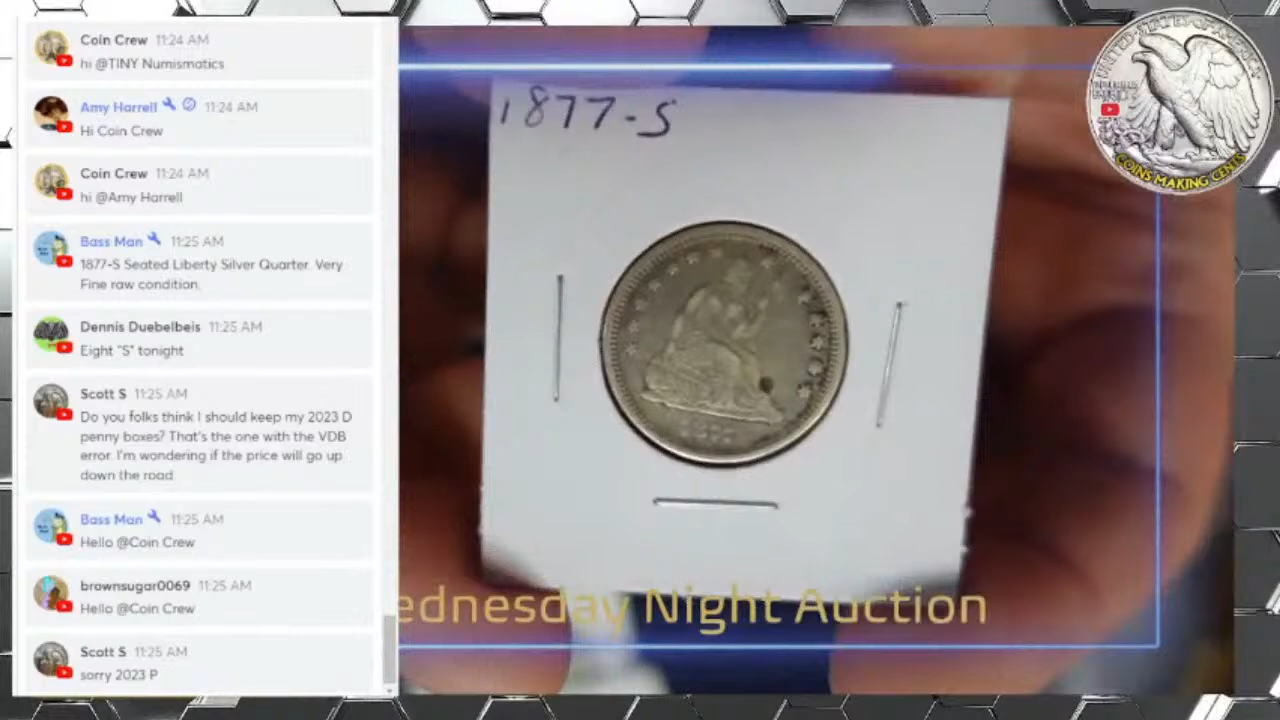 Coin Crew 11:24 AM
hi @TINY Numismatics
Amy Harrell 11:24 AM
Hi Coin Crew
Coin Crew 11:24 AM
hi @Amy Harrell
Bass Man 11:25 AM
1877-S Seated Liberty Silver Quarter. Very
Fine raw condition.
Dennis Duebelbeis 11:25 AM
Eight "S" tonight
Scott S 11:25 AM
Do you folks think I should keep my 2023 D
penny boxes? That's the one with the VDB
error. I'm wondering if the price will go up
down the road
Bass Man 11:25 AM
Hello @Coin Crew
brownsugar0069 11:25 AM
Hello @Coin Crew
Scott S 11:25 AM
sorry 2023 P
1877-S
1877
ednesday Night Auction
UNITED STATES OF AMERICA
COINS MAKING CENTS